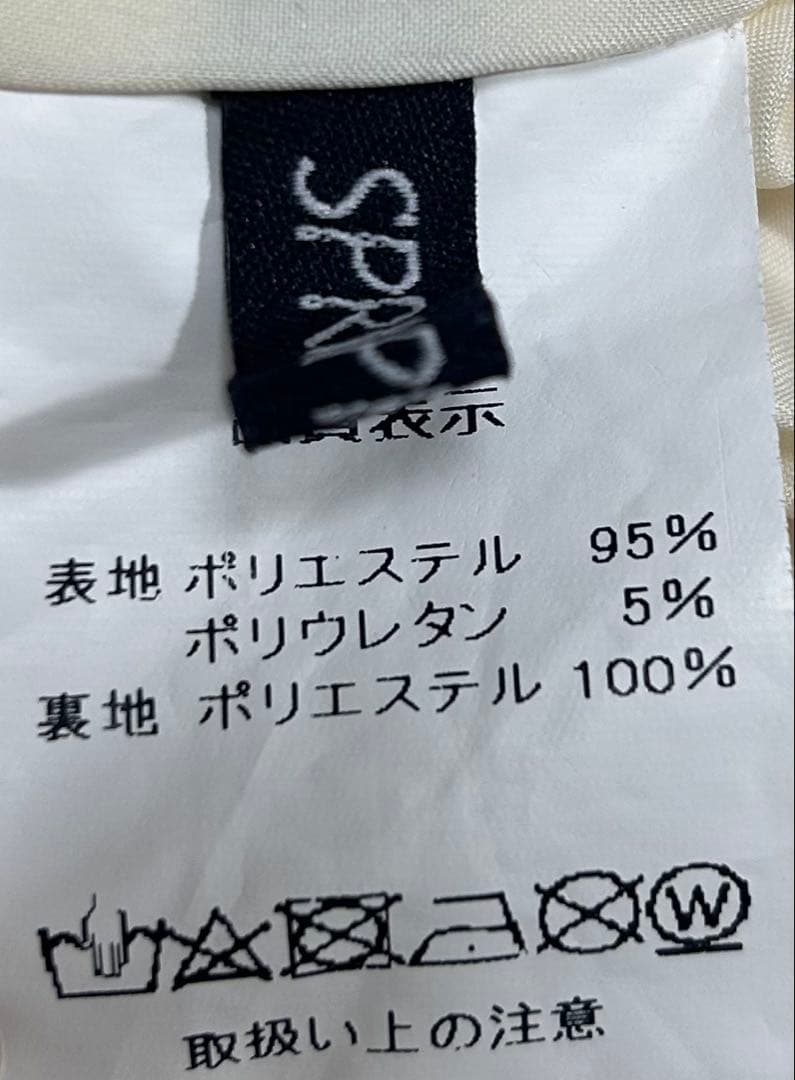 SPR
表示
表地 ポリエステル 95%
ポリウレタン 5%
裏地 ポリエステル 100%
W
取扱い上の注意